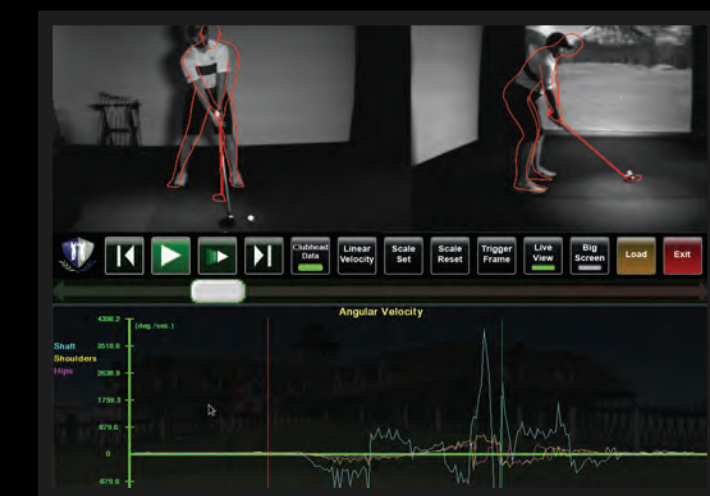 Clubhead
Data
Linear
Velocity
Scale
Set
Scale
Reset
Trigger
Frame
Live
View
Big
Screen
Load
Exit
Angular Velocity
4398.2
(deg./sec.)
Shaft
3518.6
Shoulders
Hips
2638.9
1759.3
879.6
0
-879.6